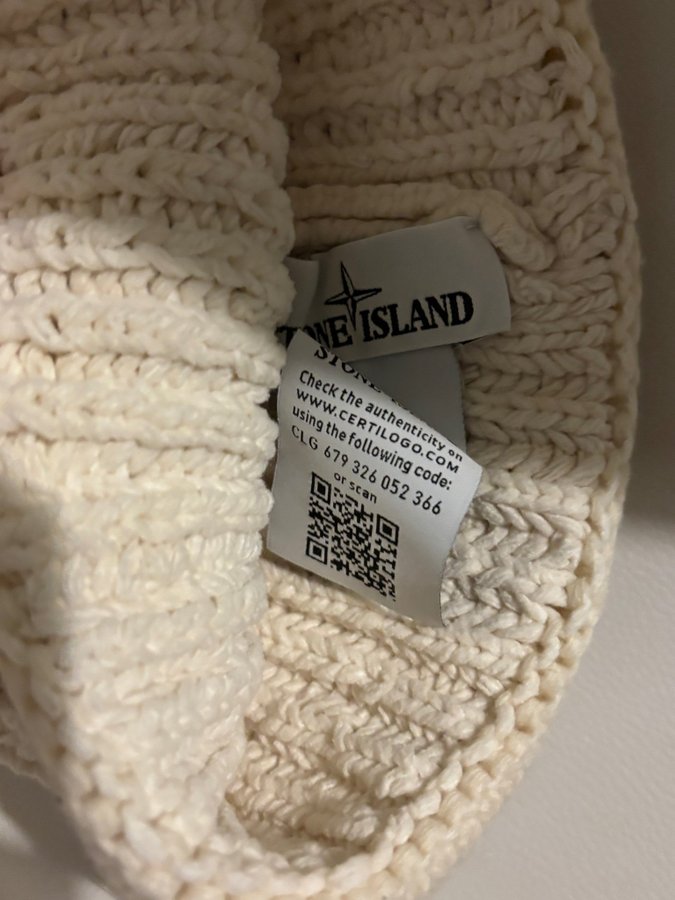 ONE ISLAND
STONE
Check the authenticity on
WWW.CERTILOGO.COM
using the following code:
CLG 679 326 052 366
or scan